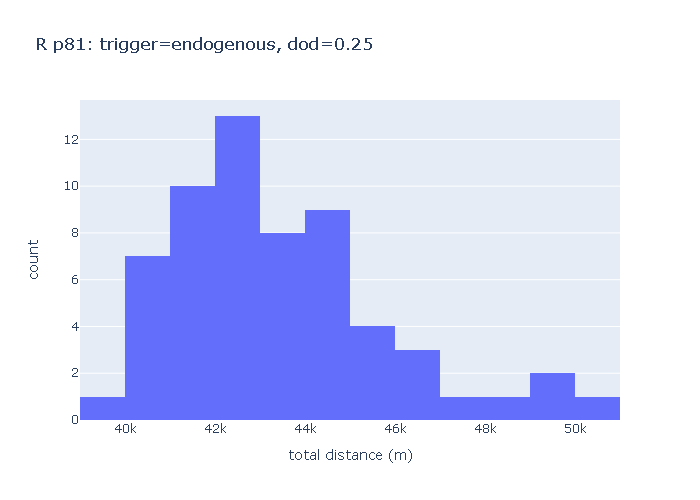 R p81: trigger=endogenous, dod=0.25
12
10
8
6
4
2
0
count
40k 42k 44k 46k 48k 50k
total distance (m)